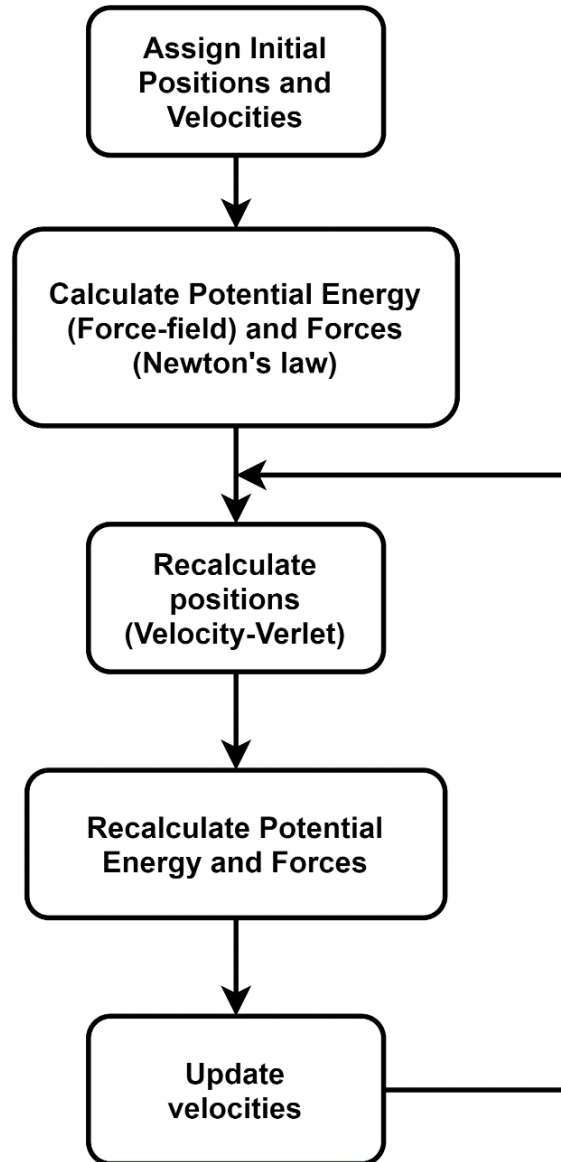 Assign Initial
Positions and
Velocities
Calculate Potential Energy
(Force-field) and Forces
(Newton's law)
Recalculate
positions
(Velocity-Verlet)
Recalculate Potential
Energy and Forces
Update
velocities